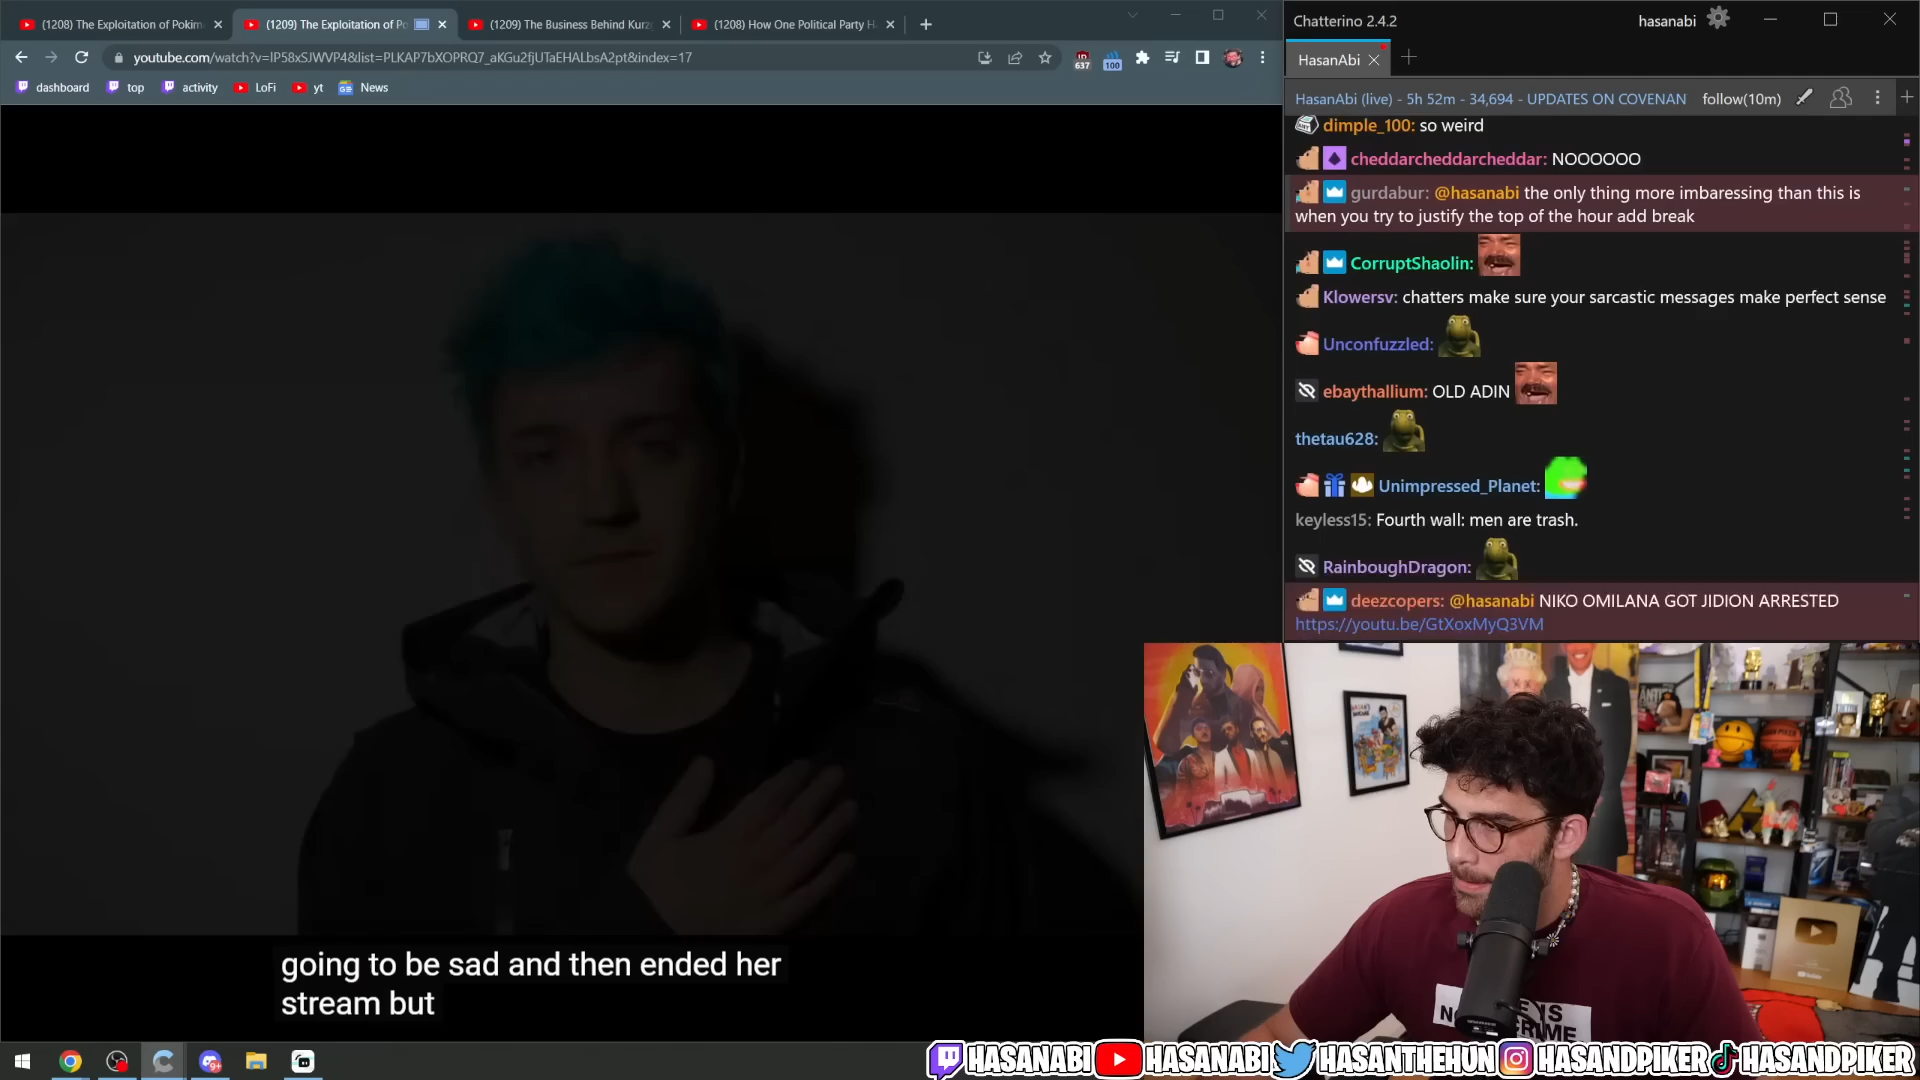 (1208) The Exploitation of Pokim
(1209) The Exploitation of Po
(1209) The Business Behind Kurz
(1208) How One Political Party H
youtube.com/watch?v=lP58xSJWVP4&list=PLKAP7bXOPRQ7_aKGu2fjUTaEHALbsA2pt&index=17
637
100
dashboard
top
activity
LoFi
yt
News
going to be sad and then ended her
stream but
Chatterino 2.4.2
hasanabi
HasanAbi
HasanAbi (live) - 5h 52m - 34,694 - UPDATES ON COVENAN
follow(10m)
dimple_100: so weird
cheddarcheddarcheddar: NOOOOOO
gurdabur: @hasanabi the only thing more imbaressing than this is
when you try to justify the top of the hour add break
CorruptShaolin:
Klowersv: chatters make sure your sarcastic messages make perfect sense
Unconfuzzled:
ebaythallium: OLD ADIN
thetau628:
Unimpressed_Planet:
keyless15: Fourth wall: men are trash.
RainboughDragon:
deezcopers: @hasanabi NIKO OMILANA GOT JIDION ARRESTED
https://youtu.be/GtXoxMyQ3VM
HASANABI HASANABI HASANTHEHUN HASANDPIKER HASANDPIKER